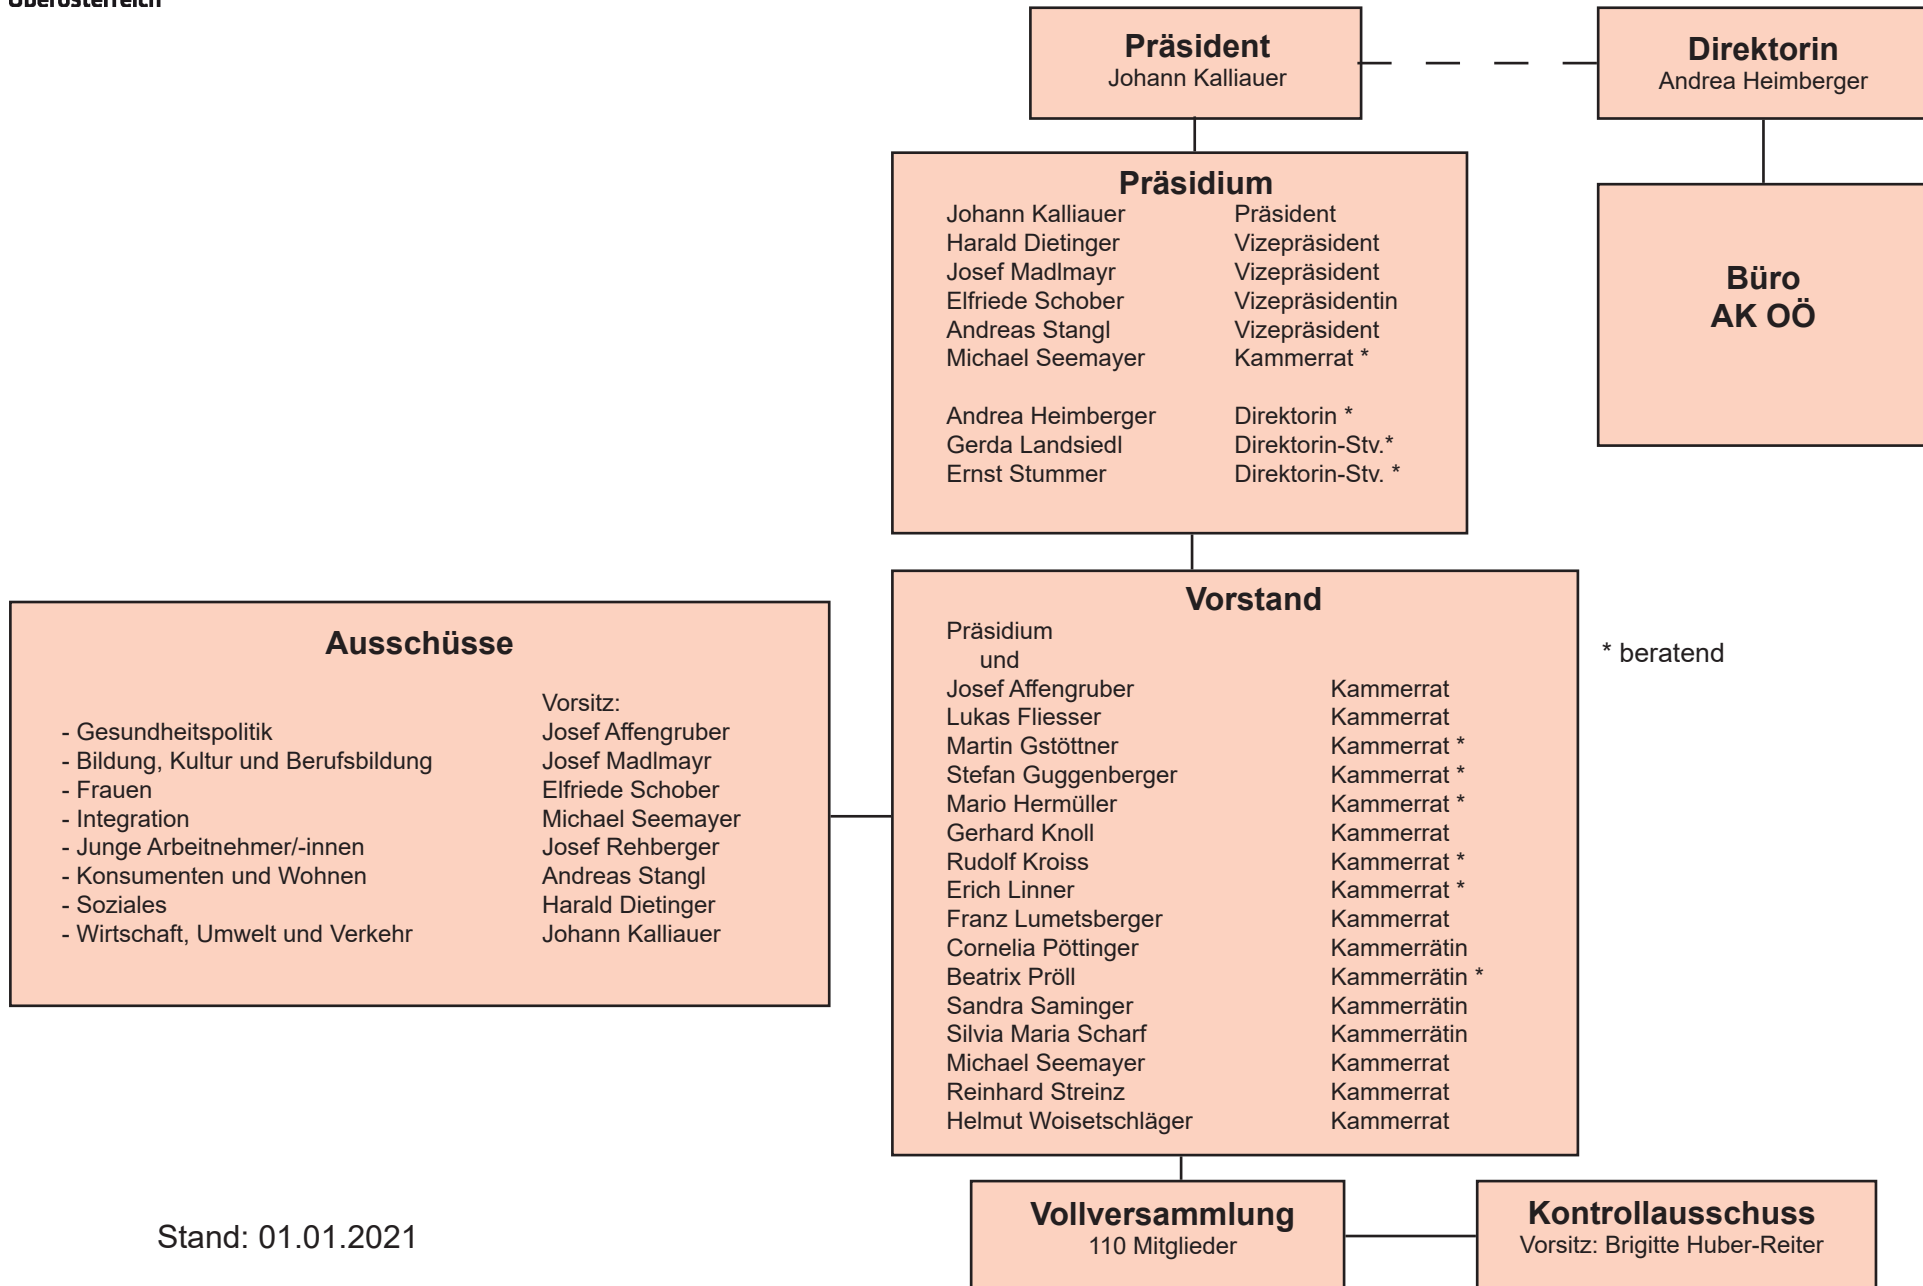 Oberösterreich
Präsident
Johann Kalliauer
Direktorin
Andrea Heimberger
Präsidium
Johann Kalliauer Präsident
Harald Dietinger Vizepräsident
Josef Madlmayr Vizepräsident
Elfriede Schober Vizepräsidentin
Andreas Stangl Vizepräsident
Michael Seemayer Kammerrat *
Andrea Heimberger Direktorin *
Gerda Landsiedl Direktorin-Stv.*
Ernst Stummer Direktorin-Stv. *
Büro
AK OÖ
Ausschüsse
Vorsitz:
- Gesundheitspolitik Josef Affengruber
- Bildung, Kultur und Berufsbildung Josef Madlmayr
- Frauen Elfriede Schober
- Integration Michael Seemayer
- Junge Arbeitnehmer/-innen Josef Rehberger
- Konsumenten und Wohnen Andreas Stangl
- Soziales Harald Dietinger
- Wirtschaft, Umwelt und Verkehr Johann Kalliauer
Vorstand
Präsidium
und
Josef Affengruber Kammerrat
Lukas Fliesser Kammerrat
Martin Gstöttner Kammerrat *
Stefan Guggenberger Kammerrat *
Mario Hermüller Kammerrat *
Gerhard Knoll Kammerrat
Rudolf Kroiss Kammerrat *
Erich Linner Kammerrat *
Franz Lumetsberger Kammerrat
Cornelia Pöttinger Kammerrätin
Beatrix Pröll Kammerrätin *
Sandra Saminger Kammerrätin
Silvia Maria Scharf Kammerrätin
Michael Seemayer Kammerrat
Reinhard Streinz Kammerrat
Helmut Woisetschläger Kammerrat
* beratend
Vollversammlung
110 Mitglieder
Kontrollausschuss
Vorsitz: Brigitte Huber-Reiter
Stand: 01.01.2021